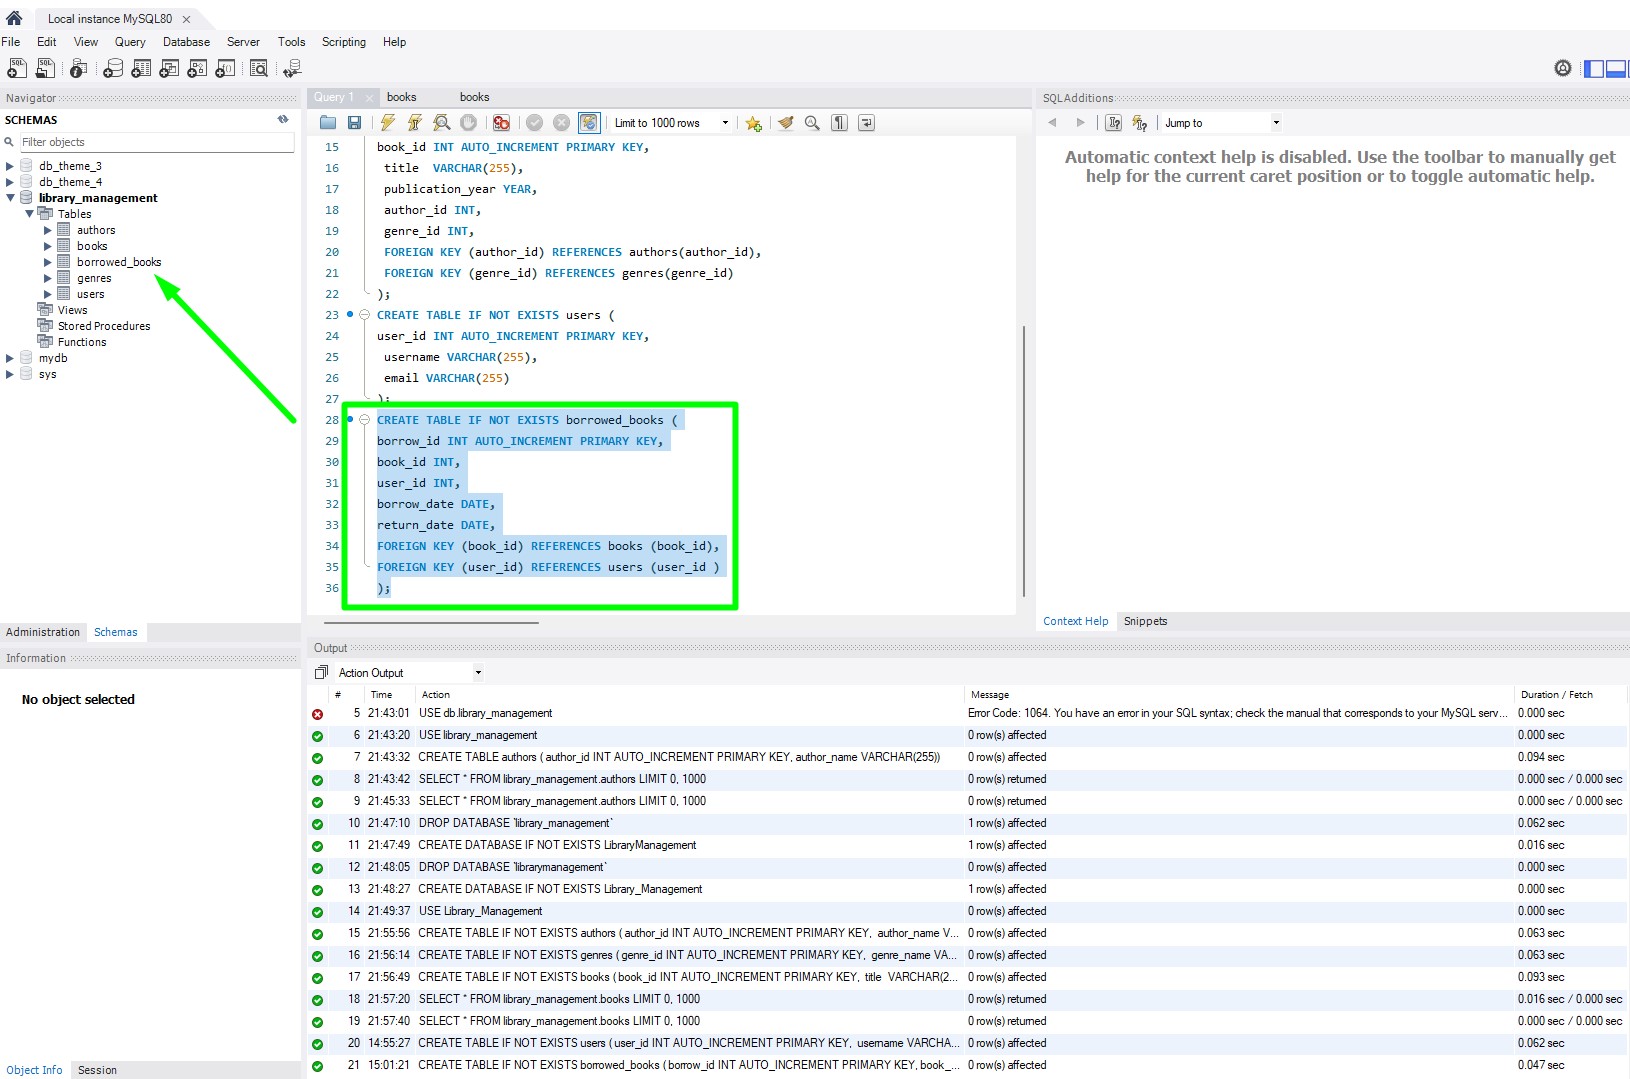 Local instance MySQL80
File Edit View Query Database Server Tools Scripting Help
Navigator
SCHEMAS
Filter objects
db_theme_3
db_theme_4
library_management
Tables
authors
books
borrowed_books
genres
users
Views
Stored Procedures
Functions
mydb
sys
Administration Schemas
Information
No object selected
Object Info Session
Query 1 books books
Limit to 1000 rows
15 book_id INT AUTO_INCREMENT PRIMARY KEY,
16 title VARCHAR(255),
17 publication_year YEAR,
18 author_id INT,
19 genre_id INT,
20 FOREIGN KEY (author_id) REFERENCES authors(author_id),
21 FOREIGN KEY (genre_id) REFERENCES genres(genre_id)
22 );
23 CREATE TABLE IF NOT EXISTS users (
24 user_id INT AUTO_INCREMENT PRIMARY KEY,
25 username VARCHAR(255),
26 email VARCHAR(255)
27 );
28 CREATE TABLE IF NOT EXISTS borrowed_books (
29 borrow_id INT AUTO_INCREMENT PRIMARY KEY,
30 book_id INT,
31 user_id INT,
32 borrow_date DATE,
33 return_date DATE,
34 FOREIGN KEY (book_id) REFERENCES books (book_id),
35 FOREIGN KEY (user_id) REFERENCES users (user_id )
36 );
SQLAdditions
Jump to
Automatic context help is disabled. Use the toolbar to manually get
help for the current caret position or to toggle automatic help.
Context Help Snippets
Output
Action Output
# Time Action Message Duration / Fetch
5 21:43:01 USE db.library_management Error Code: 1064. You have an error in your SQL syntax; check the manual that corresponds to your MySQL serv... 0.000 sec
6 21:43:20 USE library_management 0 row(s) affected 0.000 sec
7 21:43:32 CREATE TABLE authors ( author_id INT AUTO_INCREMENT PRIMARY KEY, author_name VARCHAR(255)) 0 row(s) affected 0.094 sec
8 21:43:42 SELECT * FROM library_management.authors LIMIT 0, 1000 0 row(s) returned 0.000 sec / 0.000 sec
9 21:45:33 SELECT * FROM library_management.authors LIMIT 0, 1000 0 row(s) returned 0.000 sec / 0.000 sec
10 21:47:10 DROP DATABASE `library_management` 1 row(s) affected 0.062 sec
11 21:47:49 CREATE DATABASE IF NOT EXISTS LibraryManagement 1 row(s) affected 0.016 sec
12 21:48:05 DROP DATABASE `librarymanagement` 0 row(s) affected 0.000 sec
13 21:48:27 CREATE DATABASE IF NOT EXISTS Library_Management 1 row(s) affected 0.000 sec
14 21:49:37 USE Library_Management 0 row(s) affected 0.000 sec
15 21:55:56 CREATE TABLE IF NOT EXISTS authors ( author_id INT AUTO_INCREMENT PRIMARY KEY, author_name V... 0 row(s) affected 0.063 sec
16 21:56:14 CREATE TABLE IF NOT EXISTS genres ( genre_id INT AUTO_INCREMENT PRIMARY KEY, genre_name VA... 0 row(s) affected 0.063 sec
17 21:56:49 CREATE TABLE IF NOT EXISTS books ( book_id INT AUTO_INCREMENT PRIMARY KEY, title VARCHAR(2... 0 row(s) affected 0.093 sec
18 21:57:20 SELECT * FROM library_management.books LIMIT 0, 1000 0 row(s) returned 0.016 sec / 0.000 sec
19 21:57:40 SELECT * FROM library_management.books LIMIT 0, 1000 0 row(s) returned 0.000 sec / 0.000 sec
20 14:55:27 CREATE TABLE IF NOT EXISTS users ( user_id INT AUTO_INCREMENT PRIMARY KEY, username VARCHA... 0 row(s) affected 0.062 sec
21 15:01:21 CREATE TABLE IF NOT EXISTS borrowed_books ( borrow_id INT AUTO_INCREMENT PRIMARY KEY, book_... 0 row(s) affected 0.047 sec